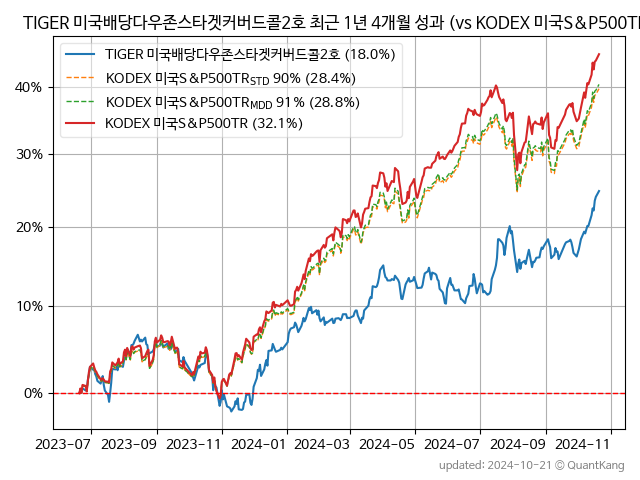 TIGER 미국배당다우존스타겟커버드콜2호 최근 1년 4개월 성과 (vs KODEX 미국S&P500TR
TIGER 미국배당다우존스타겟커버드콜2호 (18.0%)
KODEX 미국S&P500TR_STD 90% (28.4%)
KODEX 미국S&P500TR_MDD 91% (28.8%)
KODEX 미국S&P500TR (32.1%)
40%
30%
20%
10%
0%
2023-07 2023-09 2023-11 2024-01 2024-03 2024-05 2024-07 2024-09 2024-11
updated: 2024-10-21 © QuantKang